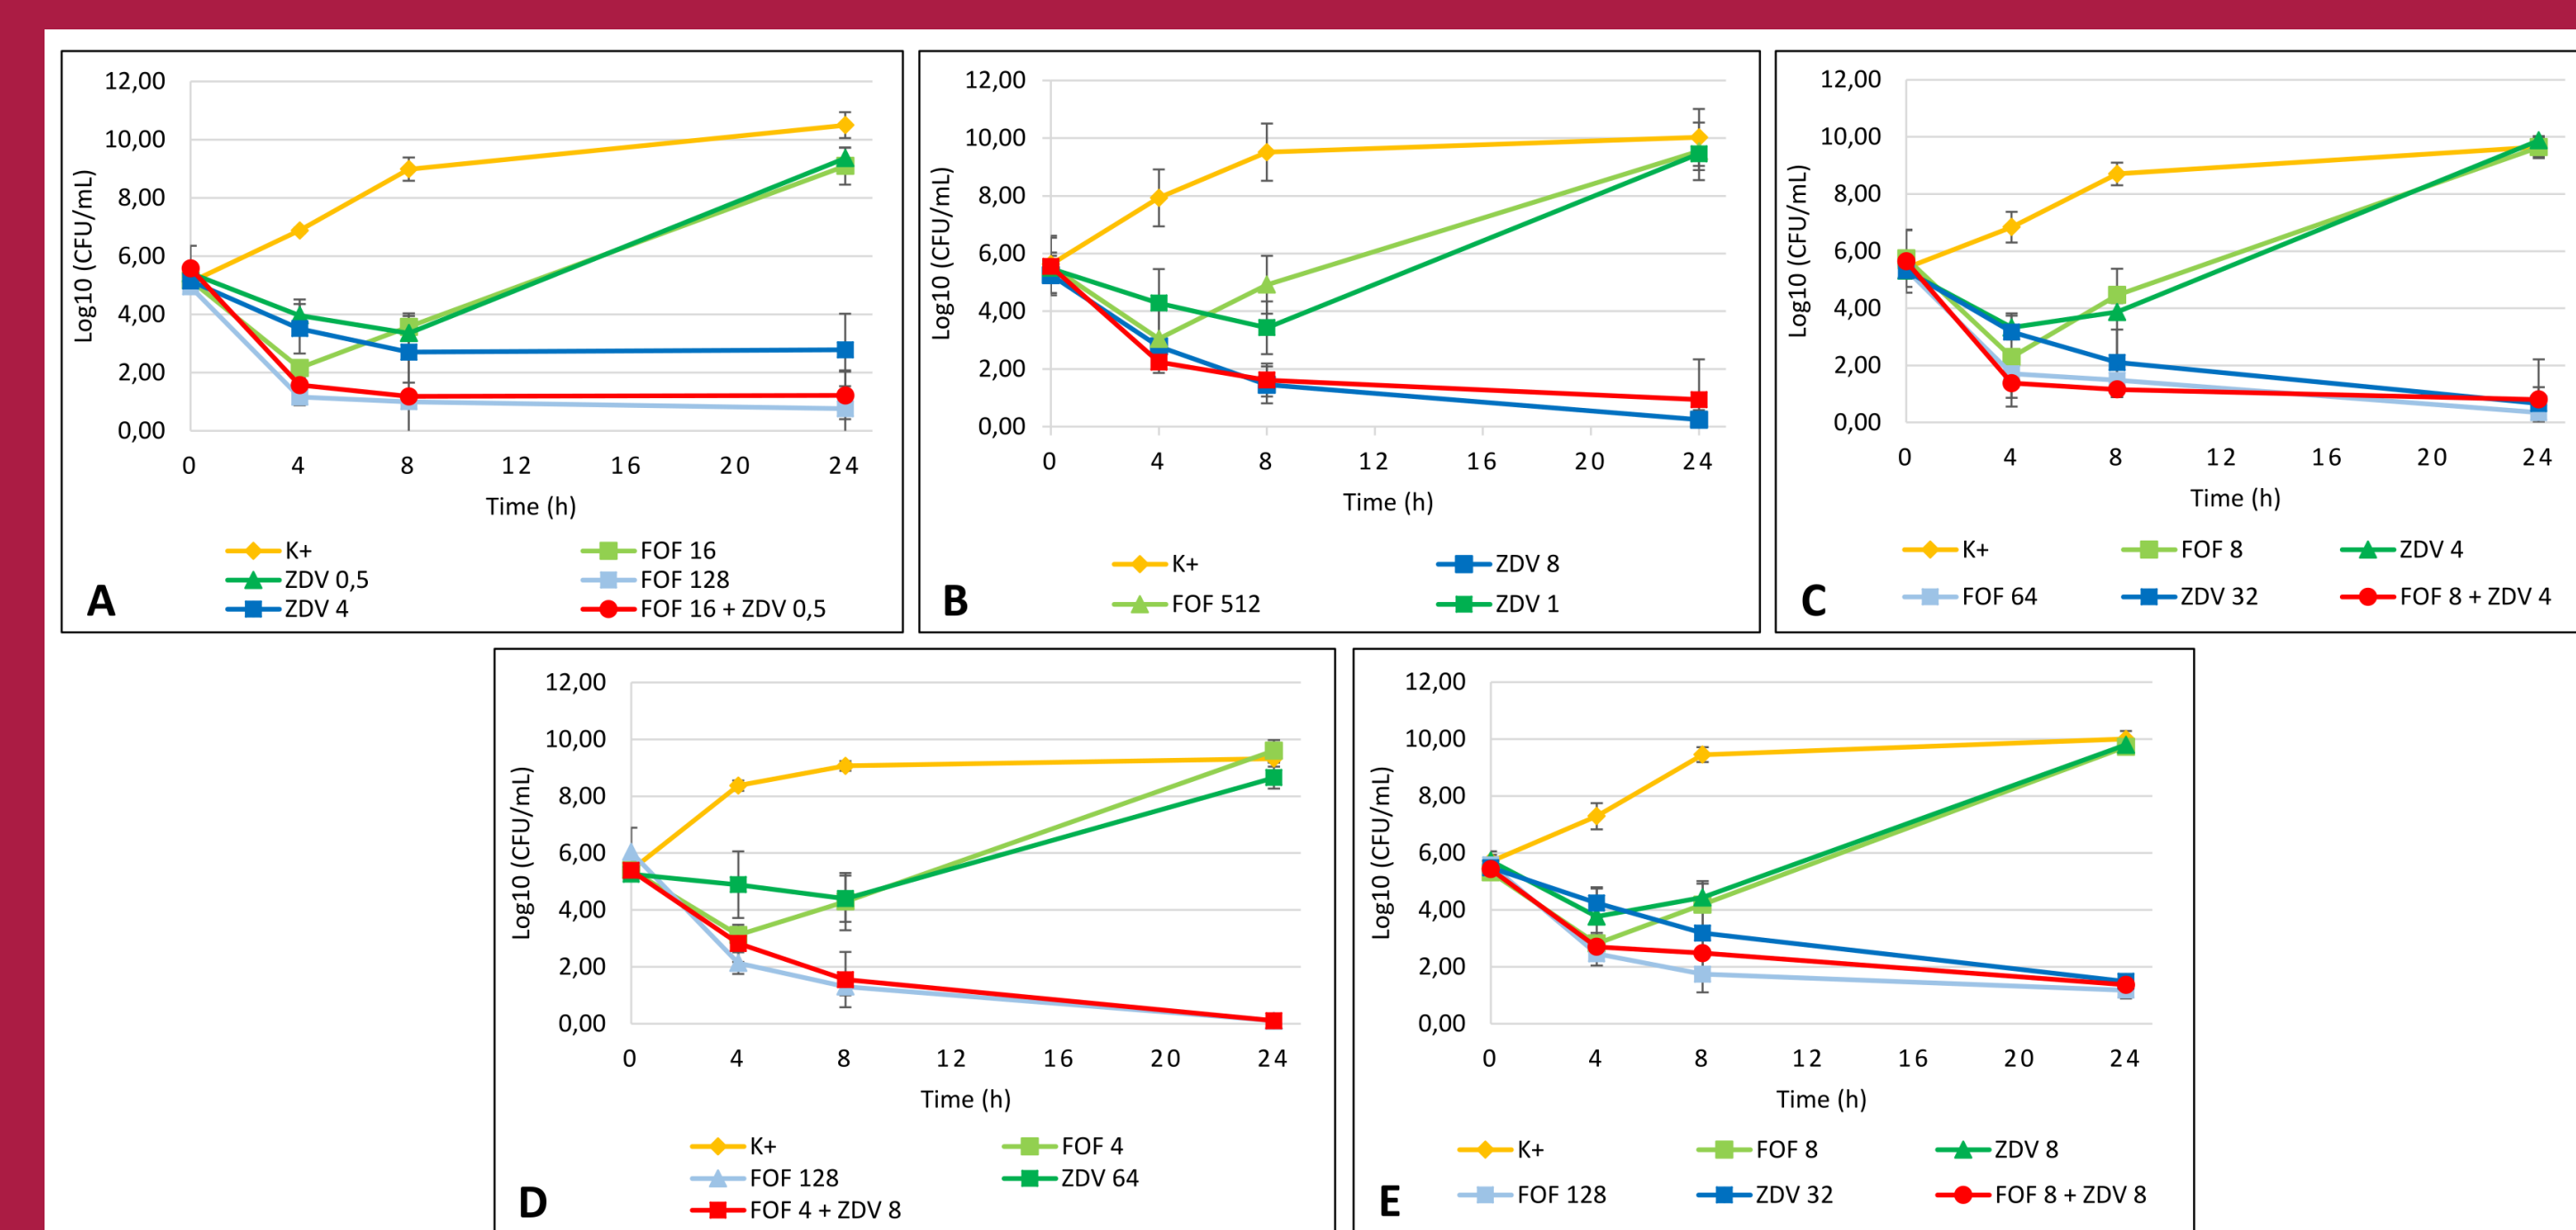 12,00
10,00
8,00
6,00
4,00
2,00
0,00
Log10 (CFU/mL)
0 4 8 12 16 20 24
Time (h)
K+ FOF 16
ZDV 0,5 FOF 128
ZDV 4 FOF 16 + ZDV 0,5
A
12,00
10,00
8,00
6,00
4,00
2,00
0,00
Log10 (CFU/mL)
0 4 8 12 16 20 24
Time (h)
K+ ZDV 8
FOF 512 ZDV 1
B
12,00
10,00
8,00
6,00
4,00
2,00
0,00
Log10 (CFU/mL)
0 4 8 12 16 20 24
Time (h)
K+ FOF 8 ZDV 4
FOF 64 ZDV 32 FOF 8 + ZDV 4
C
12,00
10,00
8,00
6,00
4,00
2,00
0,00
Log10 (CFU/mL)
0 4 8 12 16 20 24
Time (h)
K+ FOF 4
FOF 128 ZDV 64
FOF 4 + ZDV 8
D
12,00
10,00
8,00
6,00
4,00
2,00
0,00
Log10 (CFU/mL)
0 4 8 12 16 20 24
Time (h)
K+ FOF 8 ZDV 8
FOF 128 ZDV 32 FOF 8 + ZDV 8
E